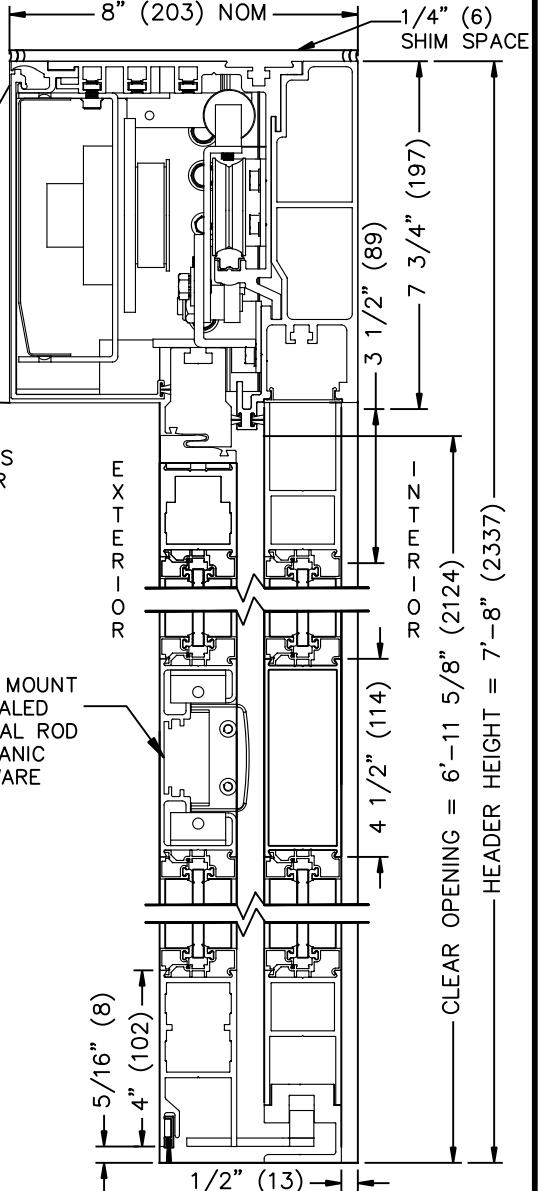 8" (203) NOM
1/4" (6)
SHIM SPACE
7 3/4" (197)
3 1/2" (89)
S
R
EXTERIOR
INTERIOR
MOUNT
ALED
AL ROD
ANIC
WARE
4 1/2" (114)
CLEAR OPENING = 6'-11 5/8" (2124)
HEADER HEIGHT = 7'-8" (2337)
5/16" (8)
4" (102)
1/2" (13)